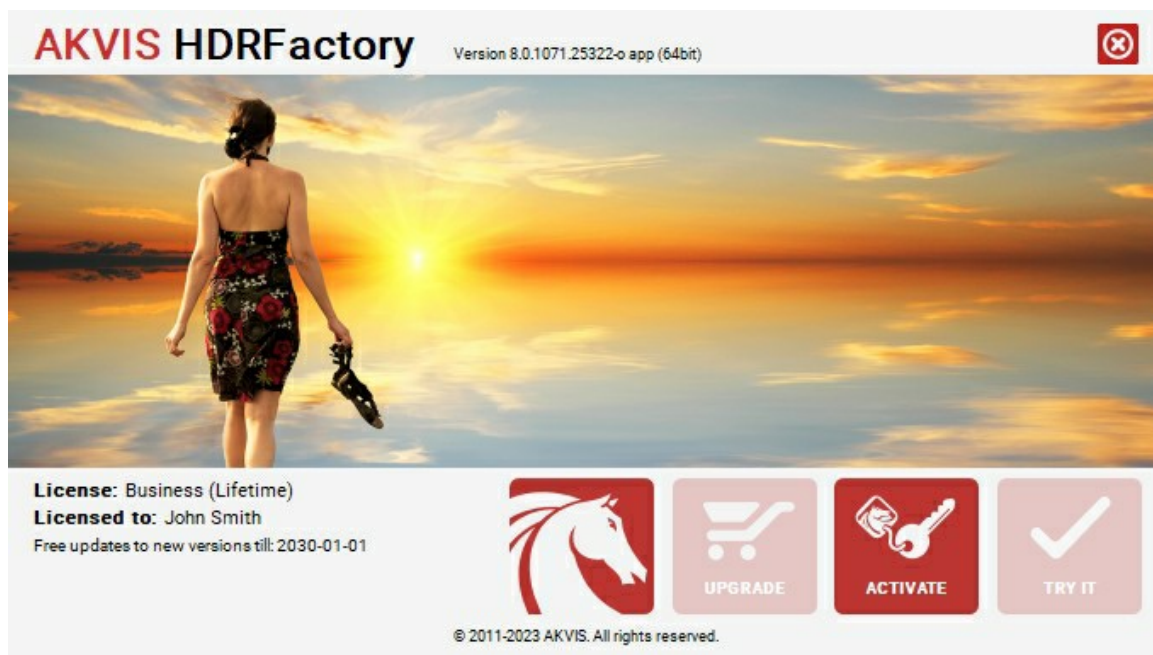 AKVIS HDRFactory Version 8.0.1071.25322-o app (64bit)
License: Business (Lifetime)
Licensed to: John Smith
Free updates to new versions till: 2030-01-01
UPGRADE ACTIVATE TRY IT
© 2011-2023 AKVIS. All rights reserved.